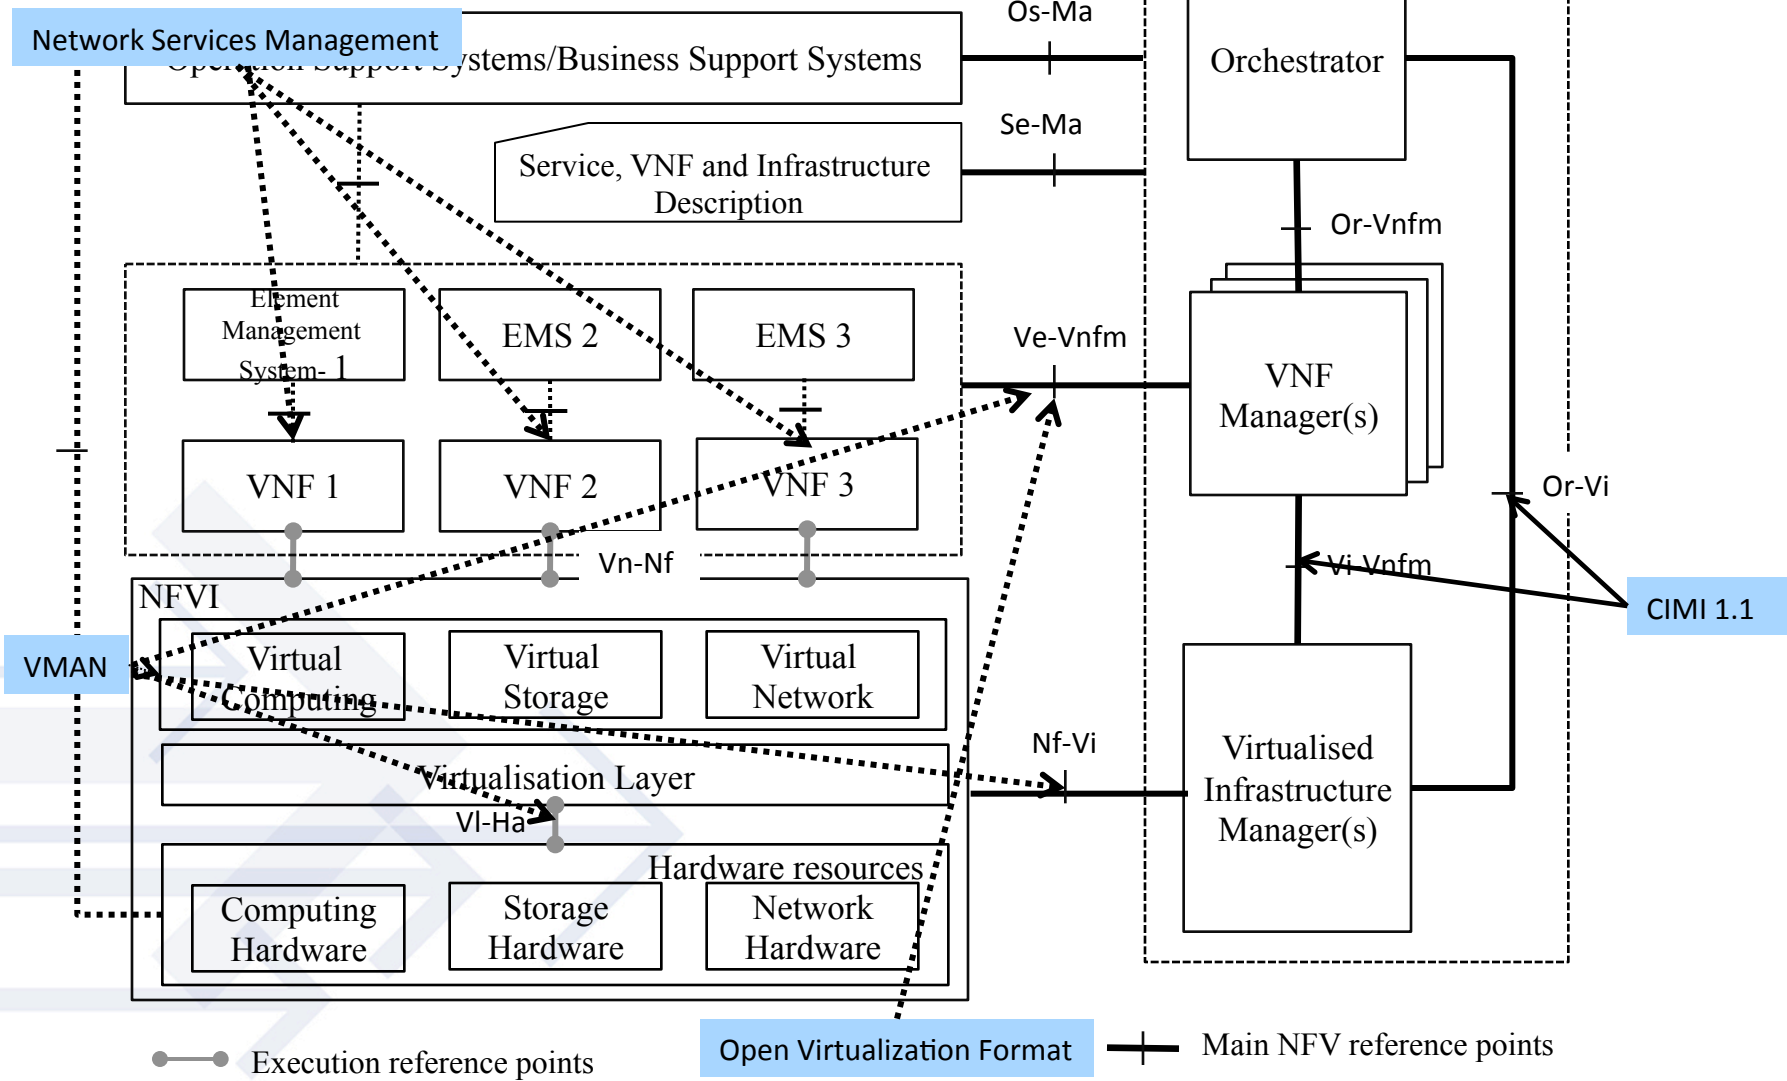 Os-Ma
Network Services Management
Operation Support Systems/Business Support Systems
Orchestrator
Se-Ma
Service, VNF and Infrastructure
Description
Or-Vnfm
Element
Management
System- 1
EMS 2
EMS 3
Ve-Vnfm
VNF
Manager(s)
VNF 1
VNF 2
VNF 3
Or-Vi
Vn-Nf
Vi-Vnfm
NFVI
CIMI 1.1
VMAN
Virtual
Computing
Virtual
Storage
Virtual
Network
Nf-Vi
Virtualised
Infrastructure
Manager(s)
Virtualisation Layer
Vl-Ha
Hardware resources
Computing
Hardware
Storage
Hardware
Network
Hardware
Execution reference points
Open Virtualization Format
Main NFV reference points